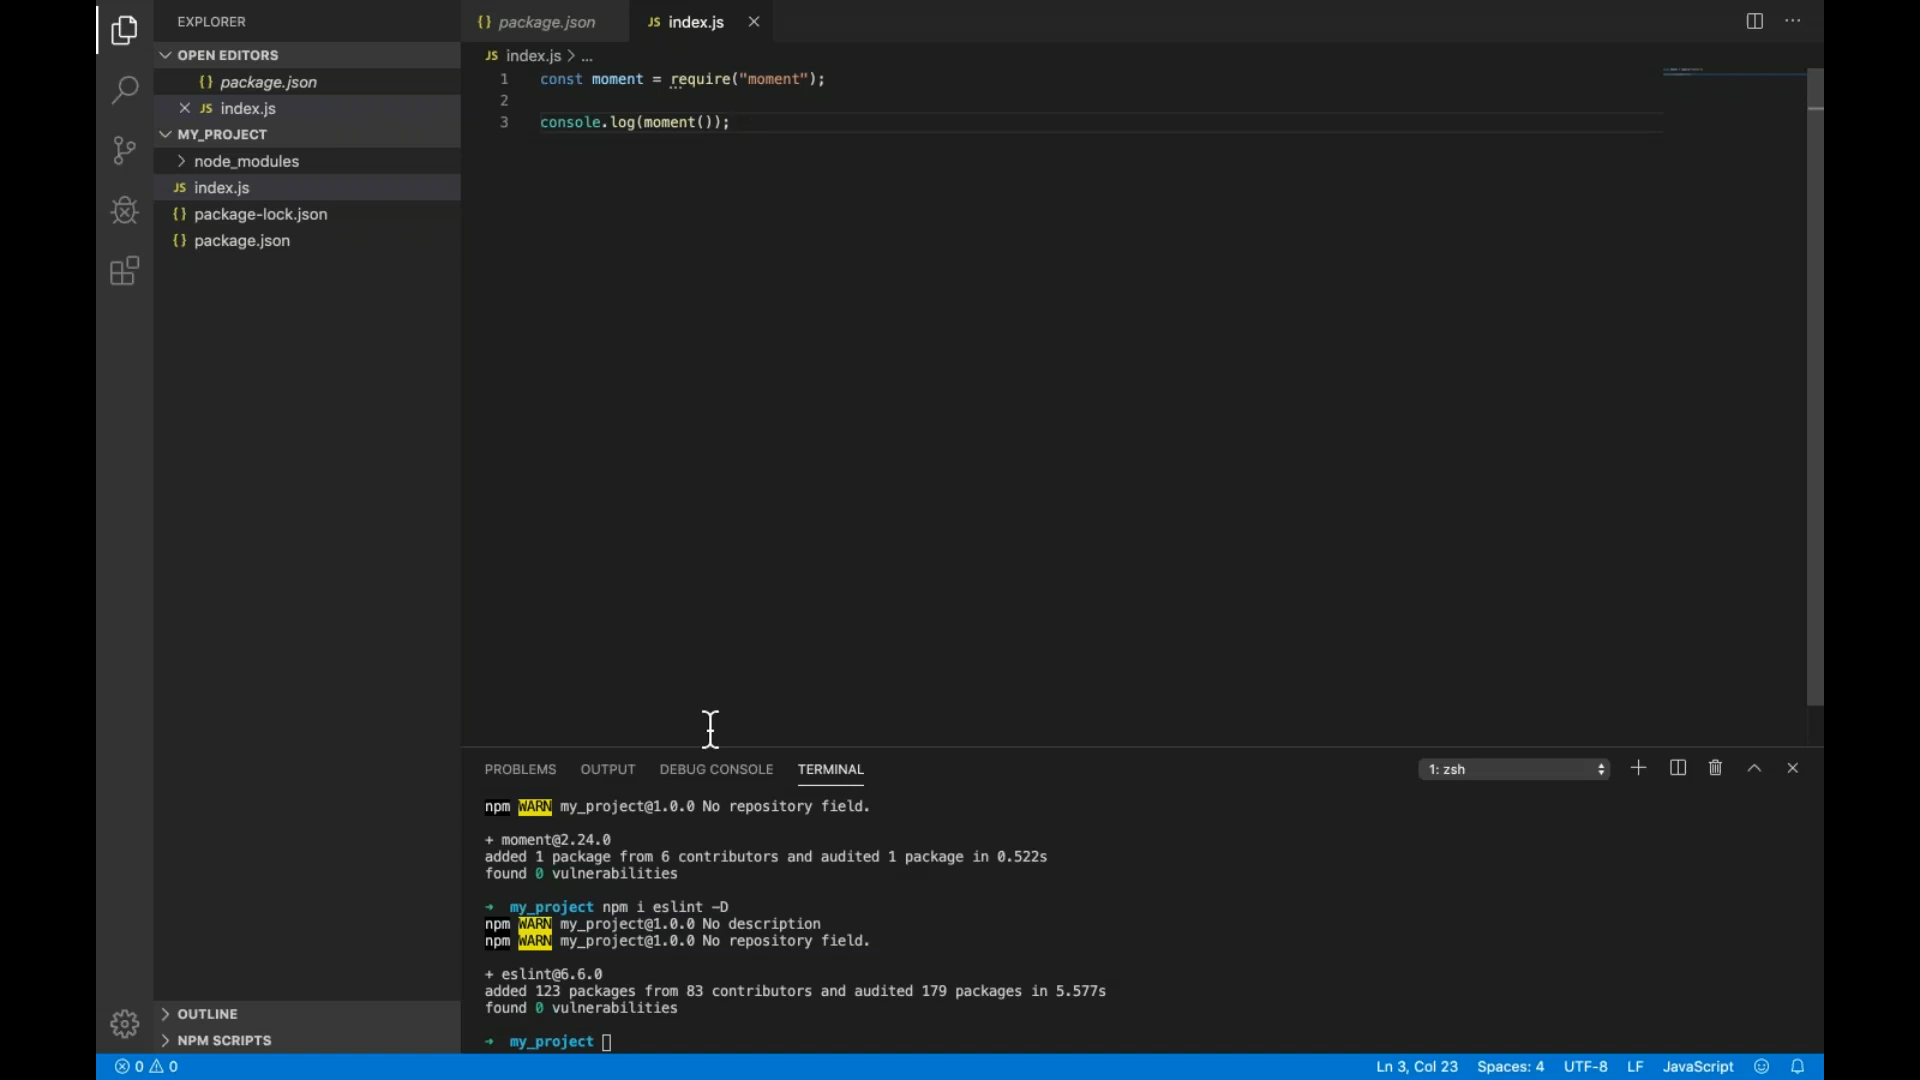 EXPLORER
OPEN EDITORS
{} package.json
JS index.js
MY_PROJECT
node_modules
JS index.js
{} package-lock.json
{} package.json
OUTLINE
NPM SCRIPTS
{} package.json
JS index.js
JS index.js > ...
1 const moment = require("moment");
2
3 console.log(moment());
PROBLEMS OUTPUT DEBUG CONSOLE TERMINAL
1: zsh
npm WARN my_project@1.0.0 No repository field.
+ moment@2.24.0
added 1 package from 6 contributors and audited 1 package in 0.522s
found 0 vulnerabilities
→ my_project npm i eslint -D
npm WARN my_project@1.0.0 No description
npm WARN my_project@1.0.0 No repository field.
+ eslint@6.6.0
added 123 packages from 83 contributors and audited 179 packages in 5.577s
found 0 vulnerabilities
→ my_project
0 0
Ln 3, Col 23 Spaces: 4 UTF-8 LF JavaScript